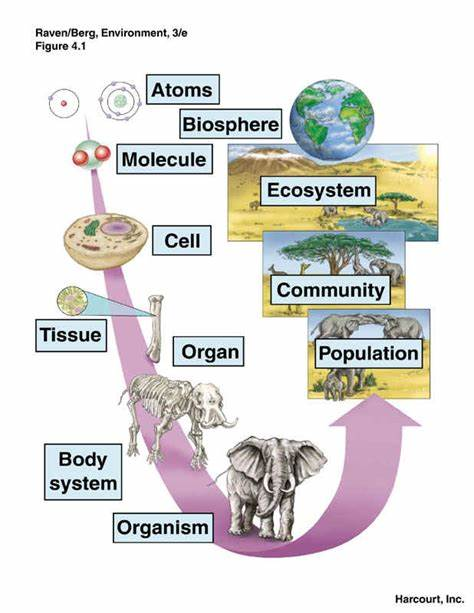 Raven/Berg, Environment, 3/e
Figure 4.1
Atoms
Biosphere
Molecule
Ecosystem
Cell
Community
Tissue
Organ
Population
Body
system
Organism
Harcourt, Inc.